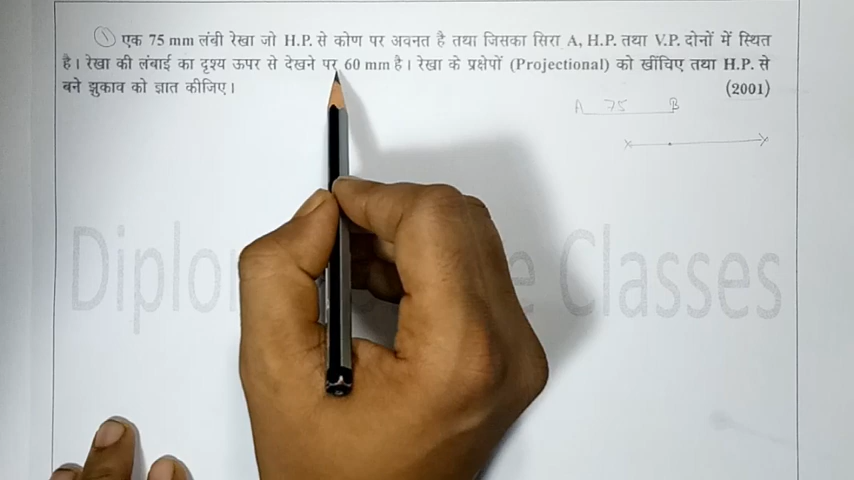 ① एक 75 mm लंबी रेखा जो H.P. से कोण पर अवनत है तथा जिसका सिरा A, H.P. तथा V.P. दोनों में स्थित
है। रेखा की लंबाई का दृश्य ऊपर से देखने पर 60 mm है। रेखा के प्रक्षेपों (Projectional) को खींचिए तथा H.P. से
बने झुकाव को ज्ञात कीजिए। (2001)
A 75 B
X X
Diplo e Classes